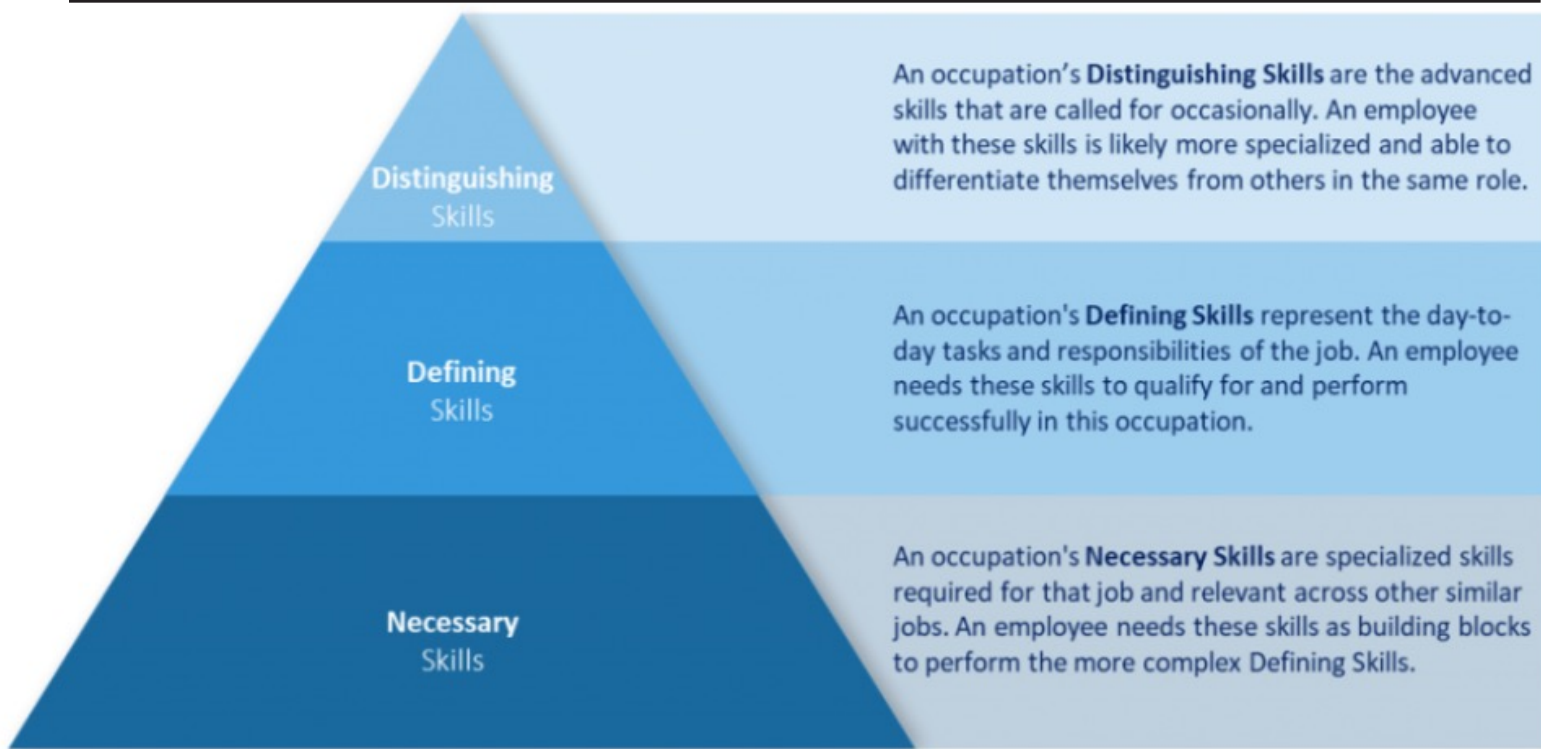 Distinguishing
Skills
An occupation’s Distinguishing Skills are the advanced
skills that are called for occasionally. An employee
with these skills is likely more specialized and able to
differentiate themselves from others in the same role.
Defining
Skills
An occupation's Defining Skills represent the day-to-
day tasks and responsibilities of the job. An employee
needs these skills to qualify for and perform
successfully in this occupation.
Necessary
Skills
An occupation's Necessary Skills are specialized skills
required for that job and relevant across other similar
jobs. An employee needs these skills as building blocks
to perform the more complex Defining Skills.